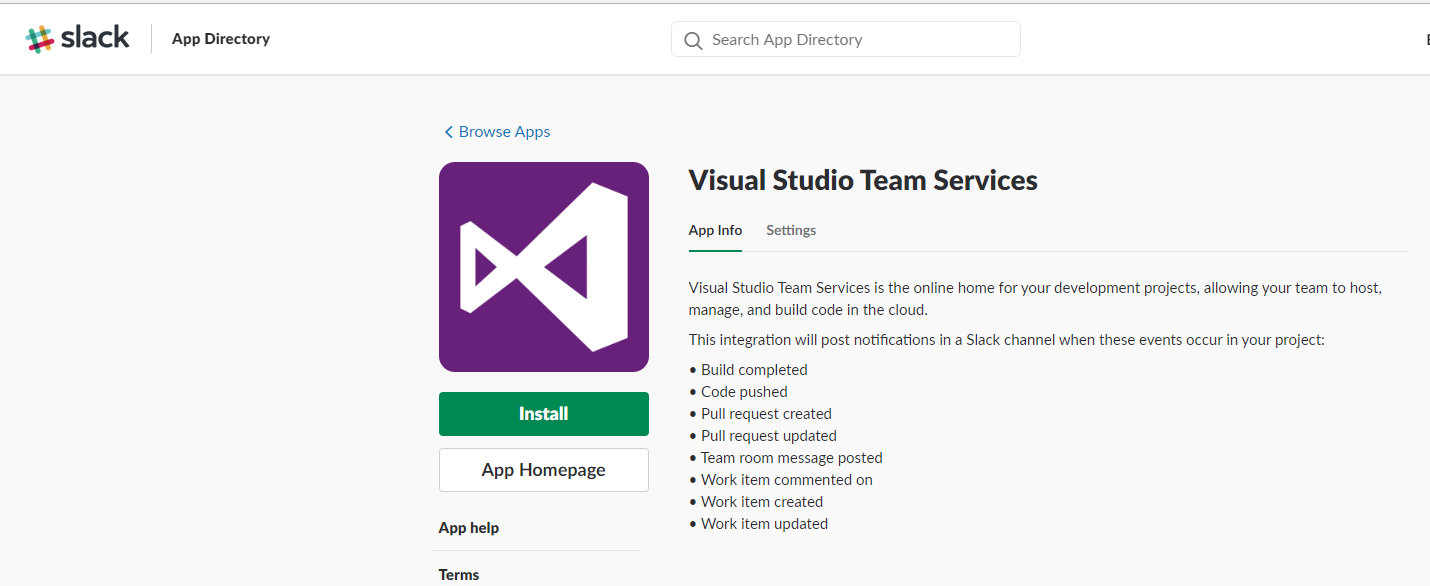 slack
App Directory
Search App Directory
Browse Apps
Visual Studio Team Services
App Info
Settings
Visual Studio Team Services is the online home for your development projects, allowing your team to host,
manage, and build code in the cloud.
This integration will post notifications in a Slack channel when these events occur in your project:
• Build completed
• Code pushed
• Pull request created
• Pull request updated
• Team room message posted
• Work item commented on
• Work item created
• Work item updated
Install
App Homepage
App help
Terms